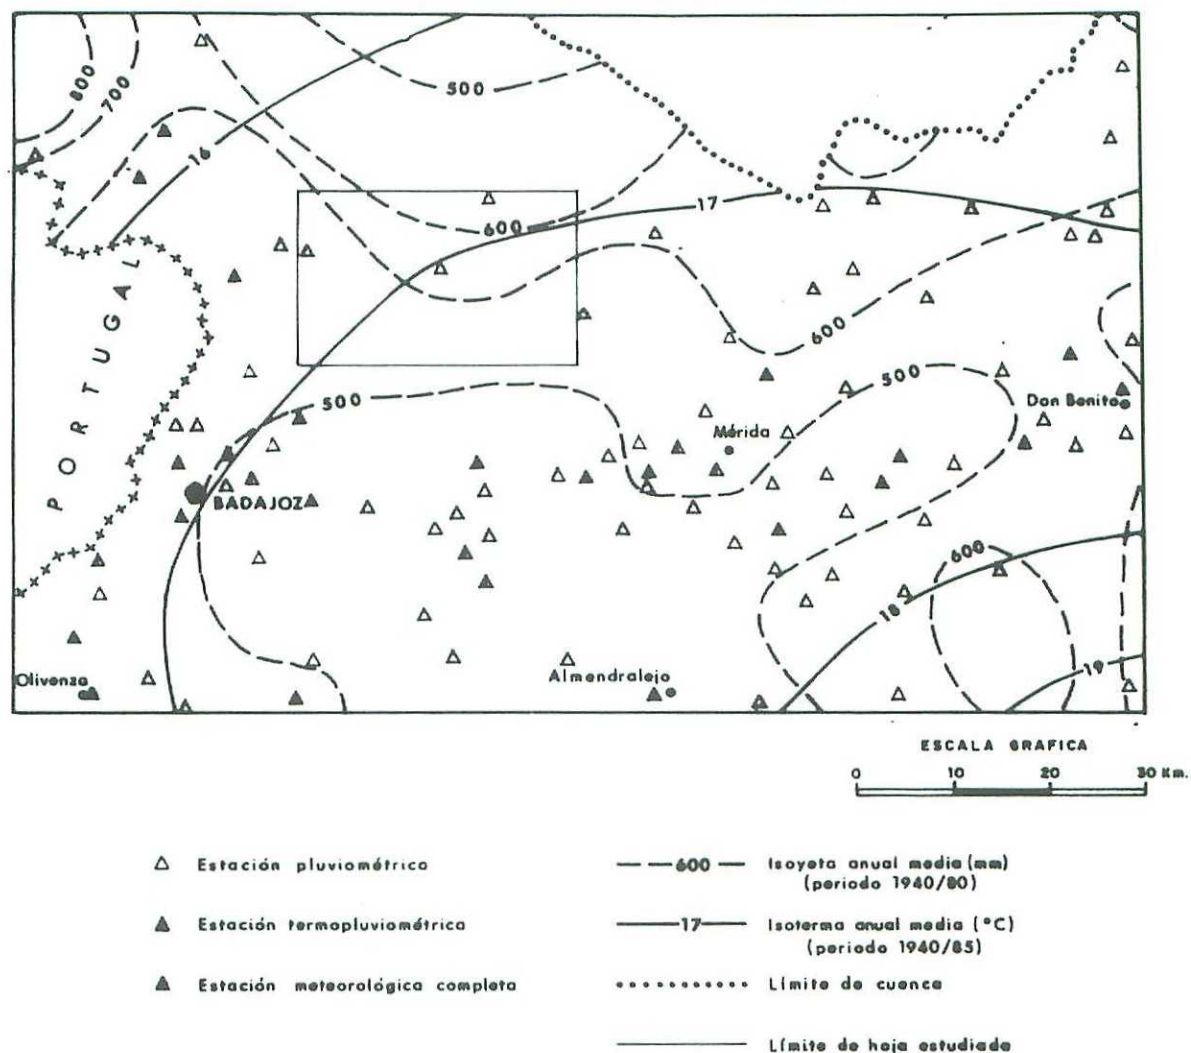 800
700
500
16
17
600
PORTUGAL
600
500
500
Don Benito
Mérida
BADAJOZ
600
18
19
Olivenza
Almendralejo
ESCALA GRAFICA
0 10 20 30 Km.
Estación pluviométrica
Estación termopluviométrica
Estación meteorológica completa
600 Isoyeta anual media (mm)
(periodo 1940/80)
17 Isoterma anual media (°C)
(periodo 1940/85)
Límite de cuenca
Límite de hoja estudiada